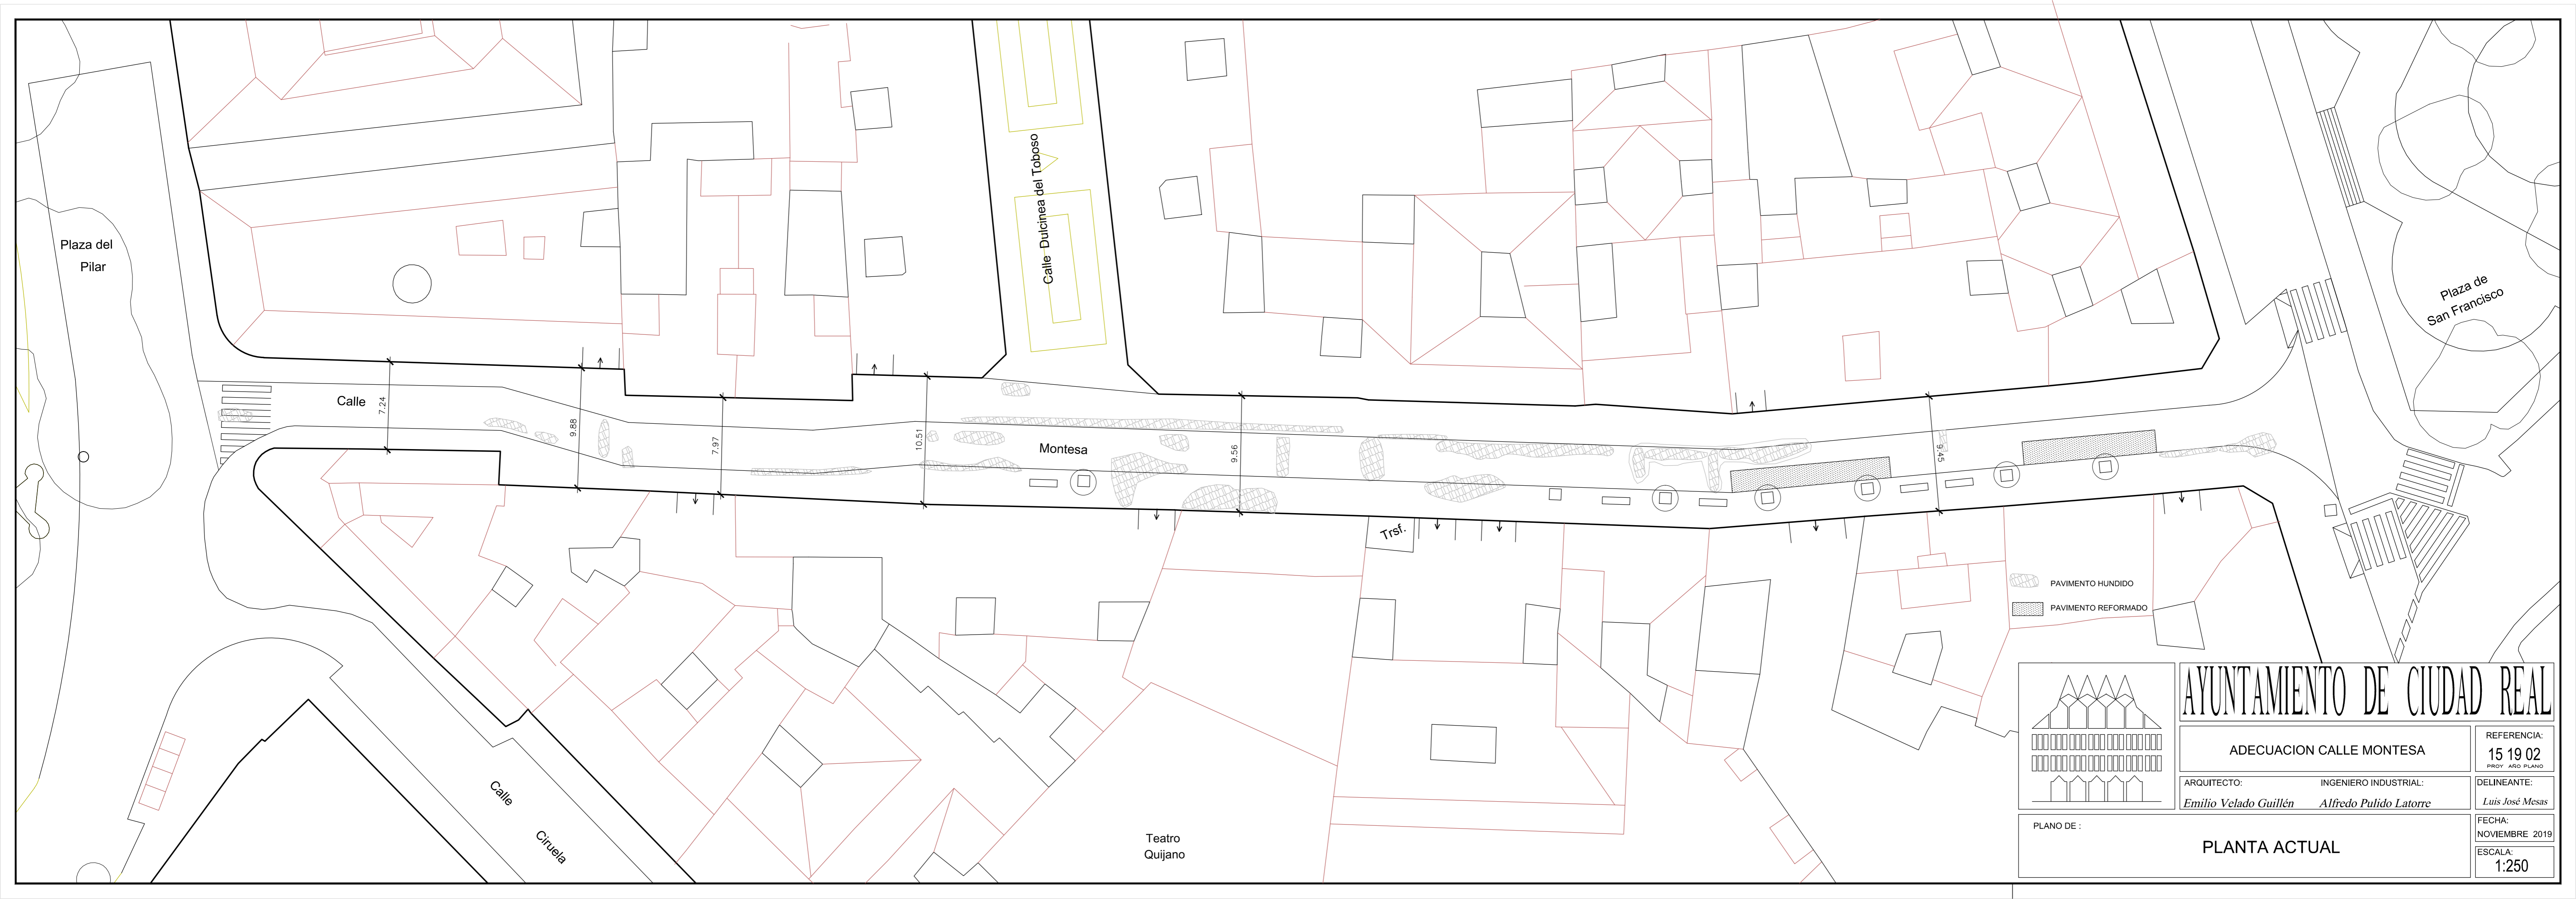 Plaza del
Pilar
Calle Dulcinea del Toboso
Plaza de
San Francisco
Calle
7.24
9.88
7.97
10.51
Montesa
9.56
9.45
Trsf.
PAVIMENTO HUNDIDO
PAVIMENTO REFORMADO
Calle
Ciruela
Teatro
Quijano
AYUNTAMIENTO DE CIUDAD REAL
ADECUACION CALLE MONTESA
REFERENCIA:
15 19 02
PROY AÑO PLANO
ARQUITECTO:
Emilio Velado Guillén
INGENIERO INDUSTRIAL:
Alfredo Pulido Latorre
DELINEANTE:
Luis José Mesas
PLANO DE :
PLANTA ACTUAL
FECHA:
NOVIEMBRE 2019
ESCALA:
1:250